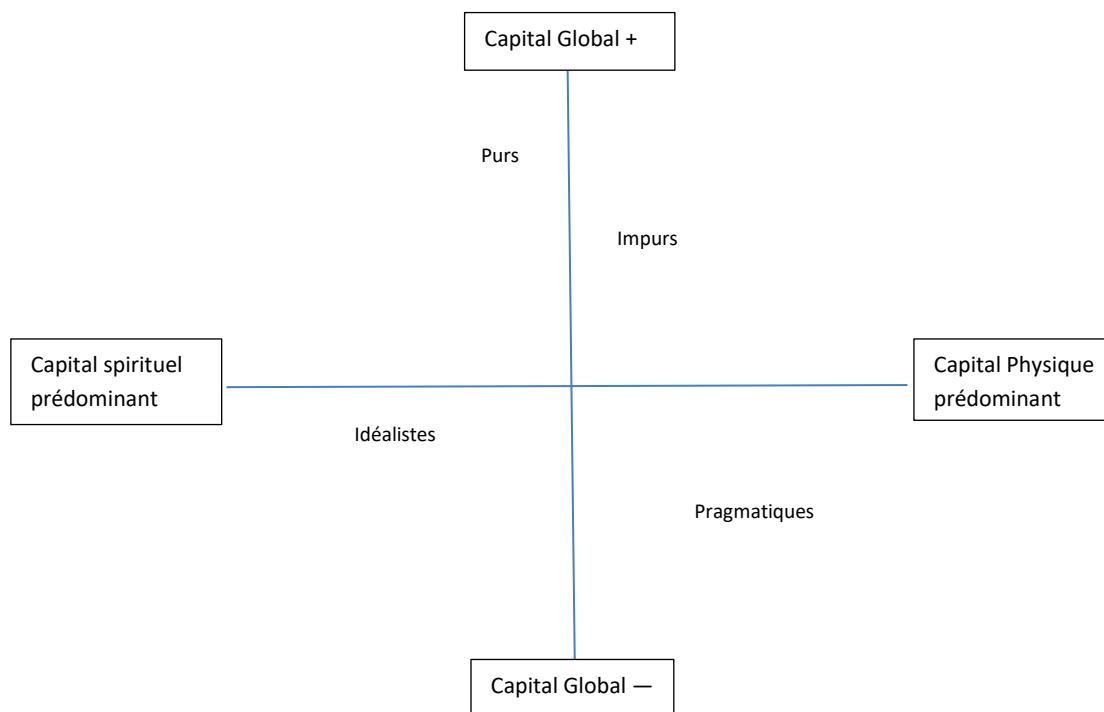 Capital Global +
Purs
Impurs
Capital spirituel
prédominant
Capital Physique
prédominant
Idéalistes
Pragmatiques
Capital Global —